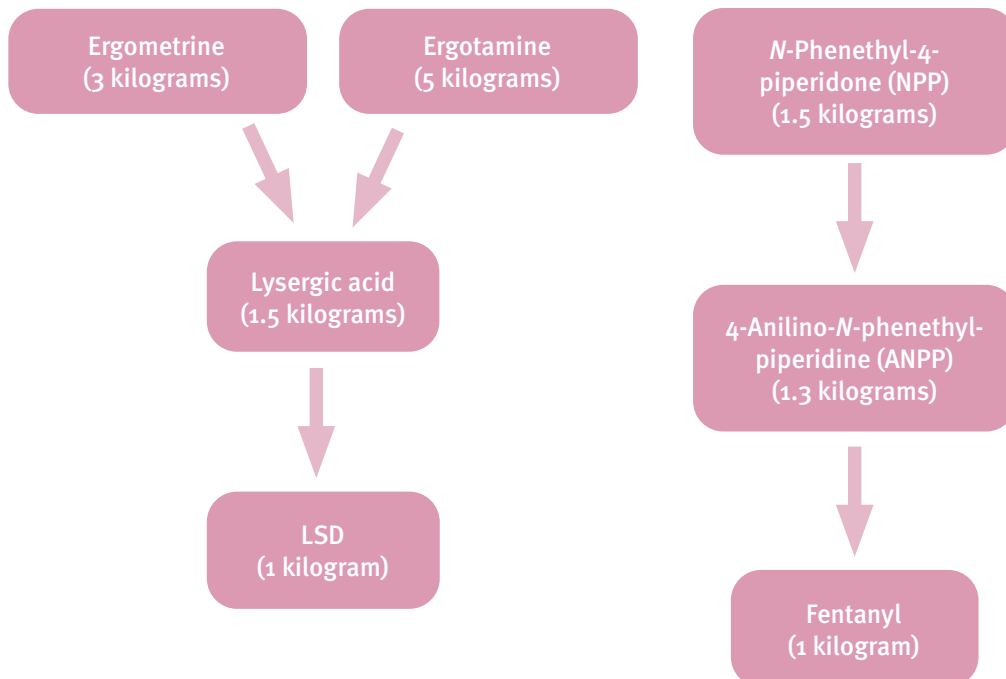 Ergometrine
(3 kilograms)
Ergotamine
(5 kilograms)
Lysergic acid
(1.5 kilograms)
LSD
(1 kilogram)
N-Phenethyl-4-
piperidone (NPP)
(1.5 kilograms)
4-Anilino-N-phenethyl-
piperidine (ANPP)
(1.3 kilograms)
Fentanyl
(1 kilogram)